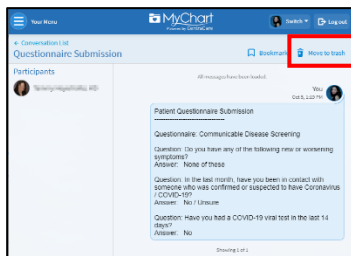 Your Menu
MyChart
Switch
Log out
Conversation List
Questionnaire Submission
Bookmark
Move to trash
Participants
All messages have been loaded.
You
Patient Questionnaire Submission
--------------------------------
Questionnaire: Communicable Disease Screening
Question: Do you have any of the following new or worsening
symptoms?
Answer: None of these
Question: In the last month, have you been in contact with
someone who was confirmed or suspected to have Coronavirus
/ COVID-19?
Answer: No / Unsure
Question: Have you had a COVID-19 viral test in the last 14
days?
Answer: No
Showing 1 of 1